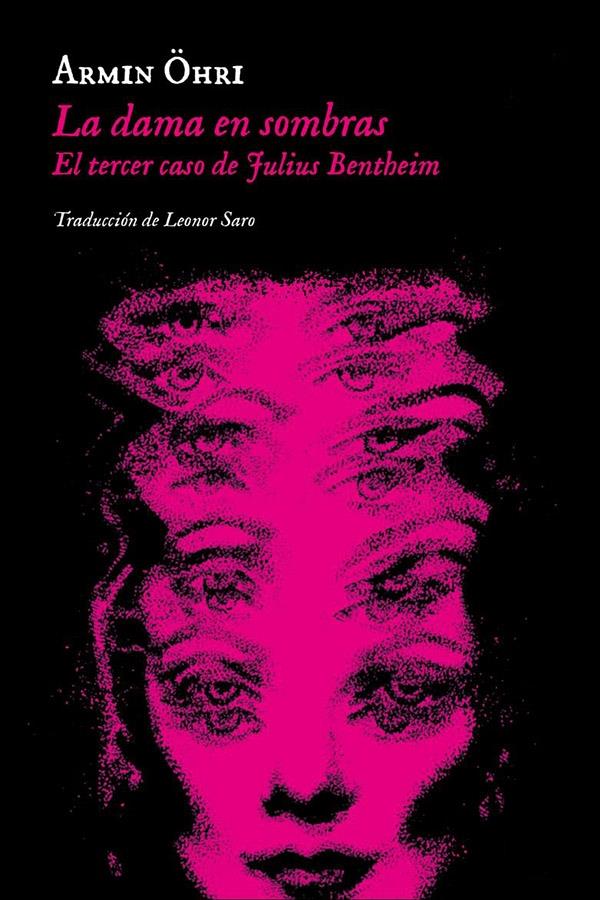 Armin Öhri
La dama en sombras
El tercer caso de Julius Bentheim
Traducción de Leonor Saro